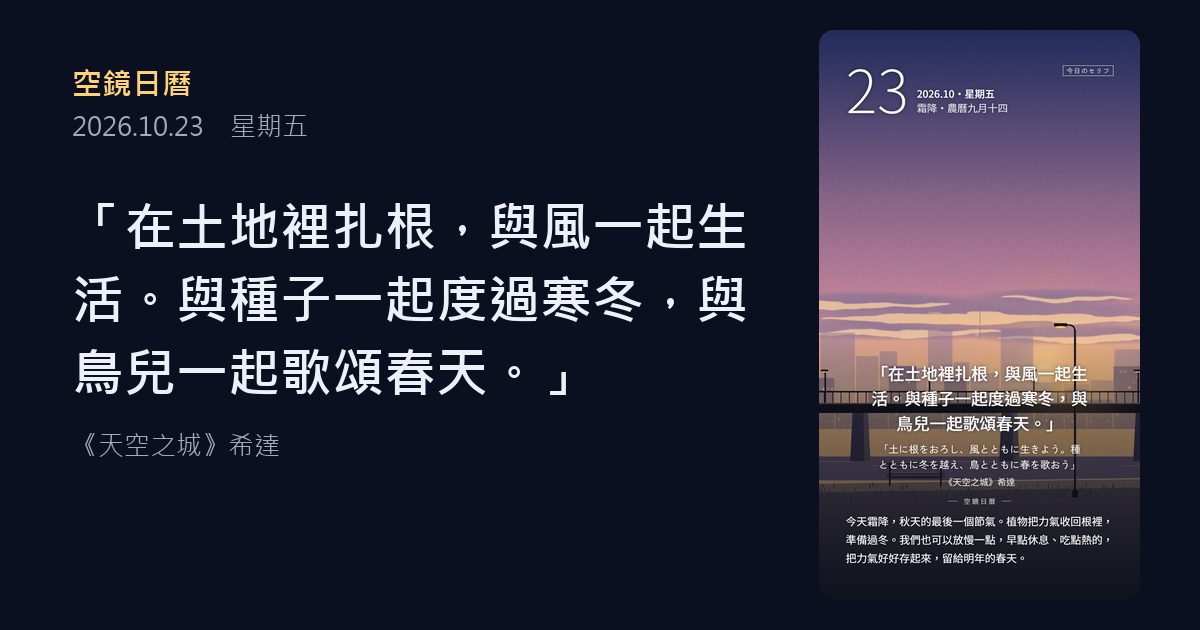 空鏡日曆
2026.10.23　星期五
「在土地裡扎根，與風一起生
活。與種子一起度過寒冬，與
鳥兒一起歌頌春天。」
《天空之城》希達
23
今日のセリフ
2026.10・星期五
霜降・農曆九月十四
「在土地裡扎根，與風一起生
活。與種子一起度過寒冬，與
鳥兒一起歌頌春天。」
「土に根をおろし、風とともに生きよう。種
とともに冬を越え、鳥とともに春を歌おう」
《天空之城》希達
空鏡日曆
今天霜降，秋天的最後一個節氣。植物把力氣收回根裡，
準備過冬。我們也可以放慢一點，早點休息、吃點熱的，
把力氣好好存起來，留給明年的春天。